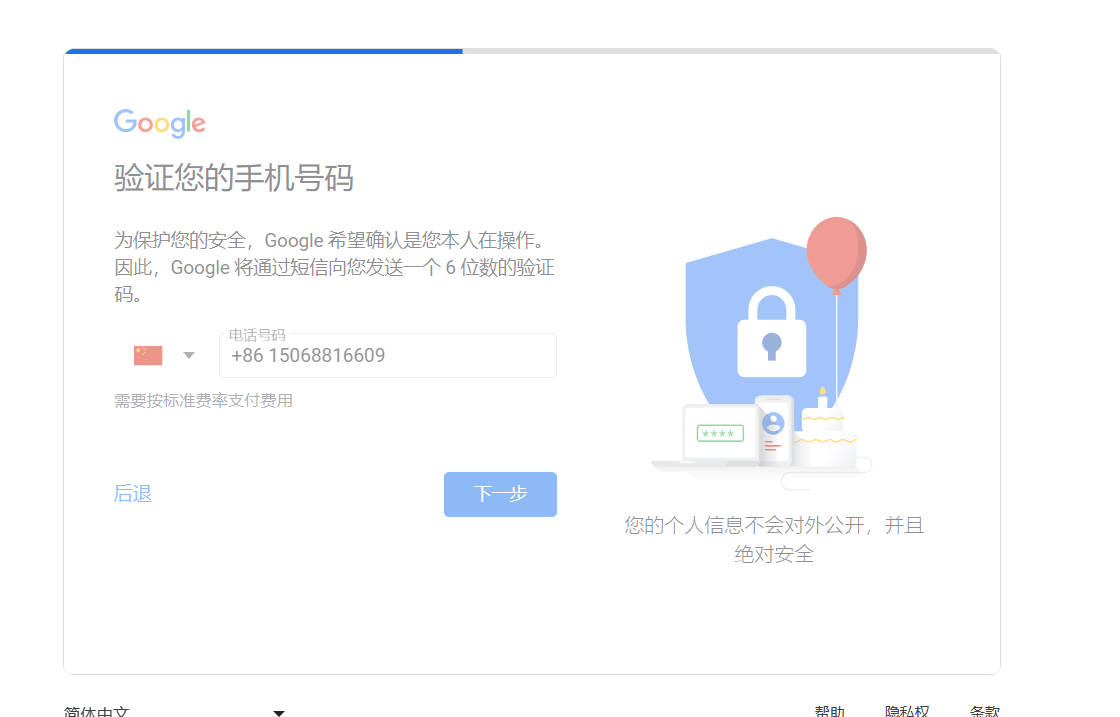 Google
验证您的手机号码
为保护您的安全，Google 希望确认是您本人在操作。
因此，Google 将通过短信向您发送一个 6 位数的验证
码。
电话号码
+86 15068816609
需要按标准费率支付费用
后退
下一步
****
您的个人信息不会对外公开，并且
绝对安全
简体中文
帮助 隐私权 条款